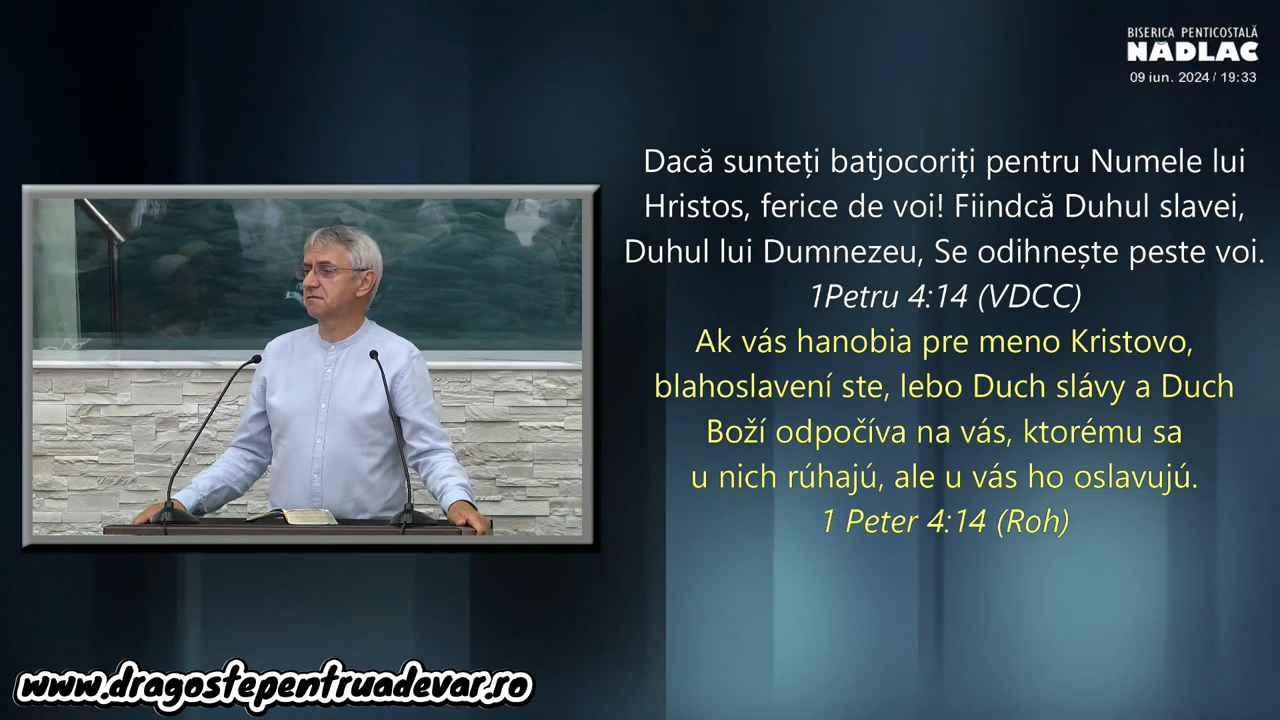 BISERICA PENTICOSTALĂ
NĂDLAC
09 iun. 2024 / 19:33
Dacă sunteți batjocoriți pentru Numele lui
Hristos, ferice de voi! Fiindcă Duhul slavei,
Duhul lui Dumnezeu, Se odihnește peste voi.
1Petru 4:14 (VDCC)
Ak vás hanobia pre meno Kristovo,
blahoslavení ste, lebo Duch slávy a Duch
Boží odpočíva na vás, ktorému sa
u nich rúhajú, ale u vás ho oslavujú.
1 Peter 4:14 (Roh)
www.dragostepentruadevar.ro